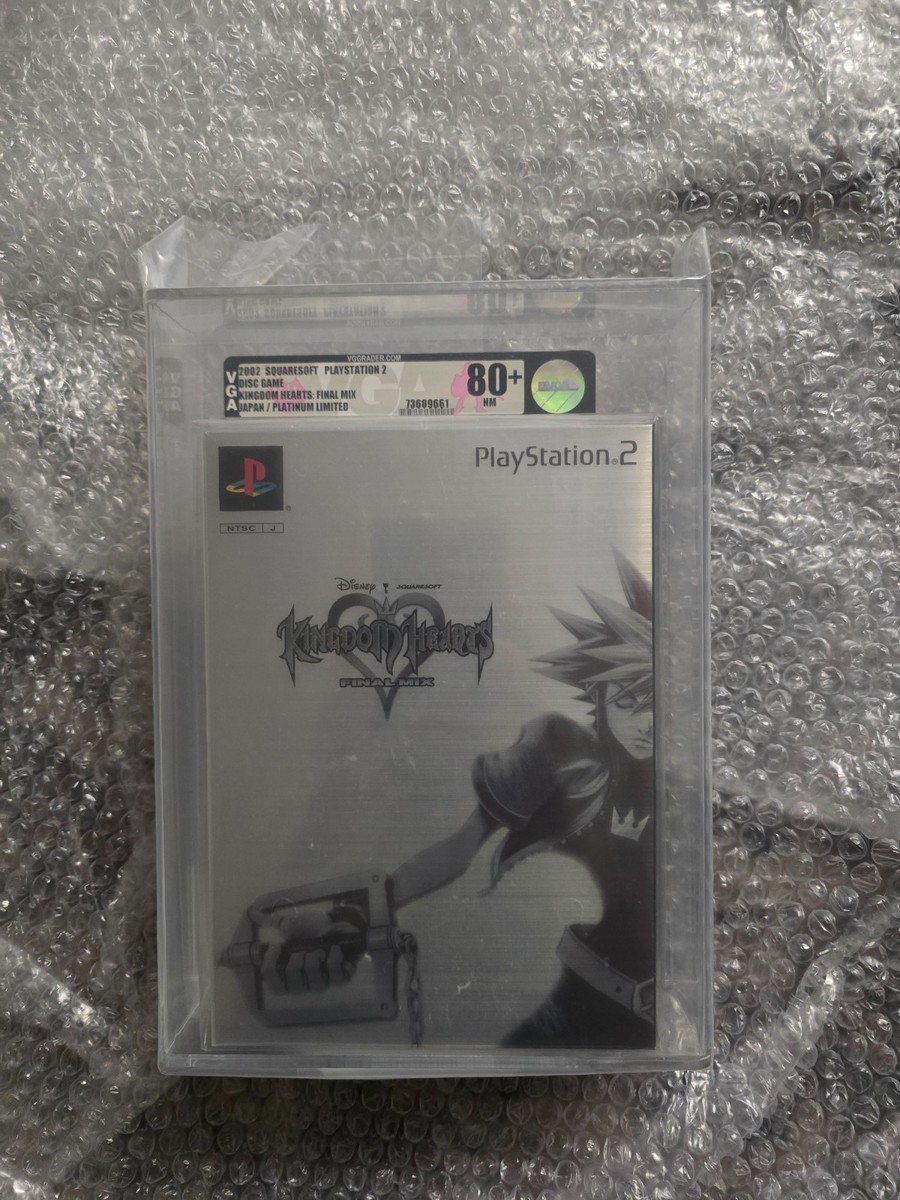 VGGRADER.COM
VGA
2002 SQUARESOFT PLAYSTATION 2
DISC GAME
KINGDOM HEARTS: FINAL MIX
JAPAN / PLATINUM LIMITED
73689661
80+
NM
PlayStation®2
NTSC J
Disney SQUARESOFT
KINGDOM HEARTS
FINAL MIX